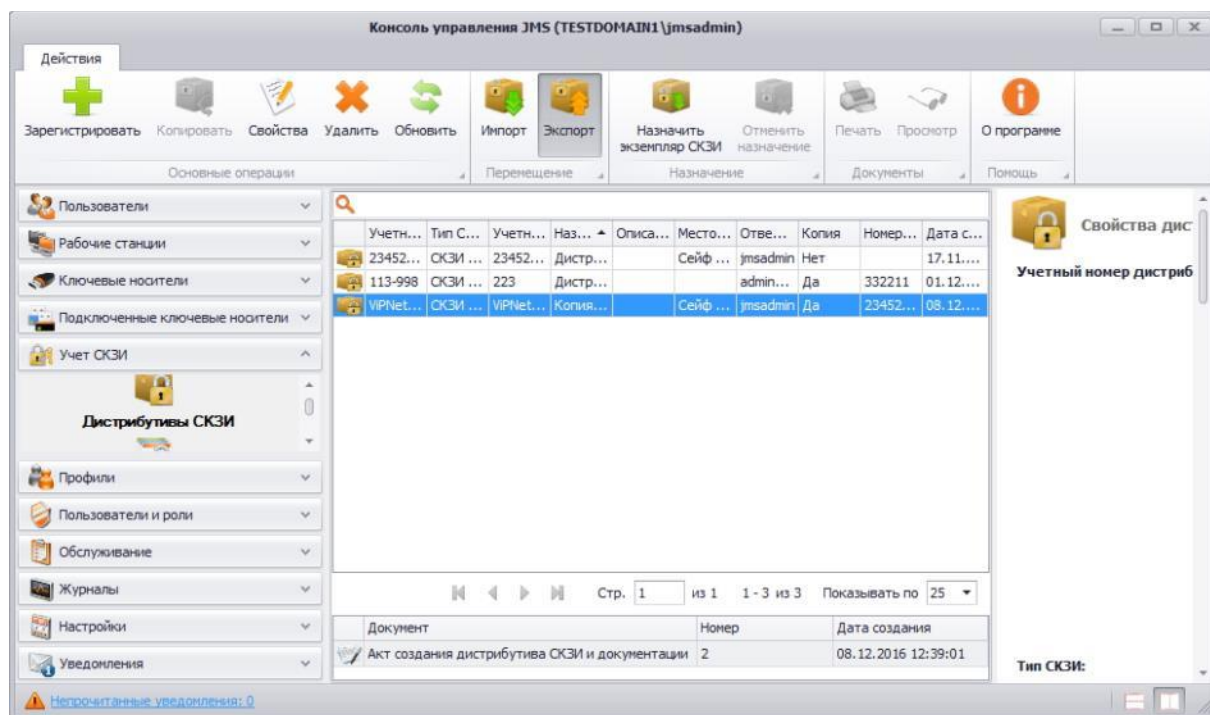 Консоль управления JMS (TESTDOMAIN1\jmsadmin)
Действия
Зарегистрировать Копировать Свойства Удалить Обновить Импорт Экспорт Назначить экземпляр СКЗИ Отменить назначение Печать Просмотр О программе
Основные операции Перемещение Назначение Документы Помощь
Пользователи
Рабочие станции
Ключевые носители
Подключенные ключевые носители
Учет СКЗИ
Дистрибутивы СКЗИ
Профили
Пользователи и роли
Обслуживание
Журналы
Настройки
Уведомления
Учетн... Тип С... Учетн... Наз... Описа... Место... Отве... Копия Номер... Дата с...
23452... СКЗИ ... 23452... Дистр... Сейф ... jmsadmin Нет 17.11....
113-998 СКЗИ ... 223 Дистр... admin... Да 332211 01.12....
ViPNet... СКЗИ ... ViPNet... Копия... Сейф ... jmsadmin Да 23452... 08.12....
Стр. 1 из 1 1 - 3 из 3 Показывать по 25
Документ Номер Дата создания
Акт создания дистрибутива СКЗИ и документации 2 08.12.2016 12:39:01
Свойства дис
Учетный номер дистриб
Тип СКЗИ:
Непрочитанные уведомления: 0